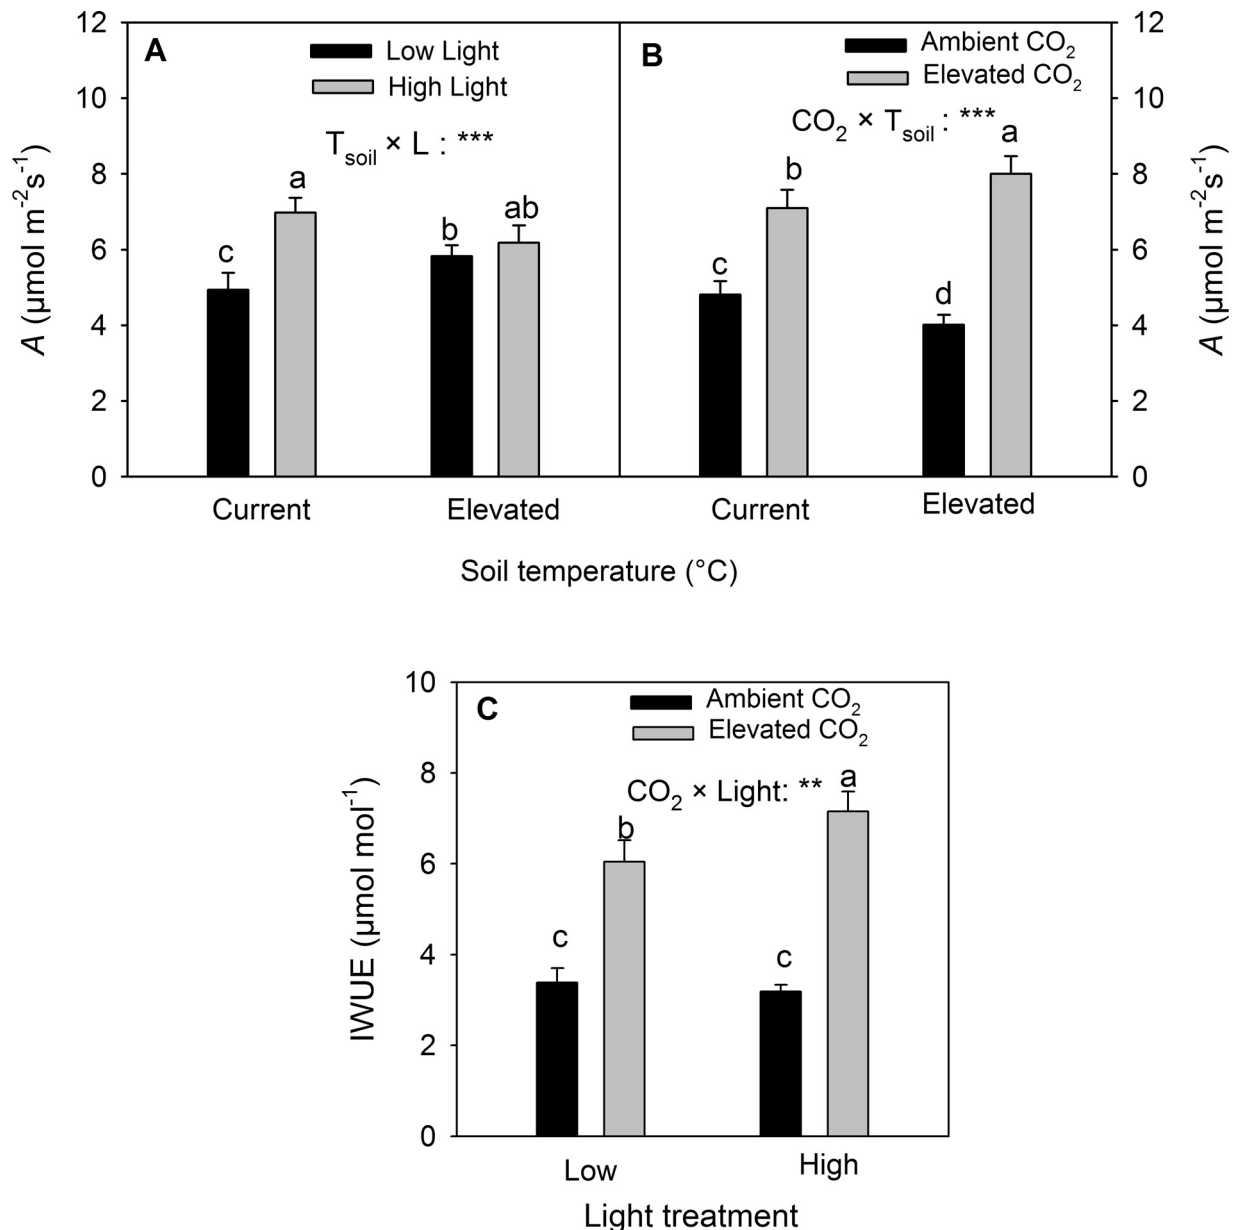 A
Low Light
High Light
T_soil × L : ***
12
10
8
6
4
2
0
A (µmol m⁻²s⁻¹)
c
a
b
ab
Current
Elevated
B
Ambient CO₂
Elevated CO₂
CO₂ × T_soil : ***
12
10
8
6
4
2
0
A (µmol m⁻²s⁻¹)
c
b
d
a
Current
Elevated
Soil temperature (°C)
C
Ambient CO₂
Elevated CO₂
CO₂ × Light: **
10
8
6
4
2
0
IWUE (µmol mol⁻¹)
c
b
c
a
Low
High
Light treatment